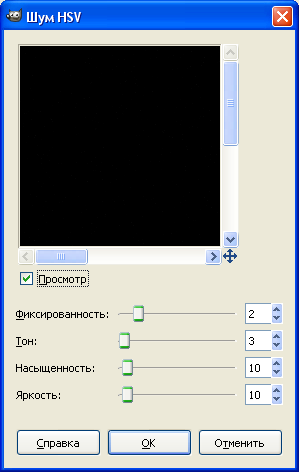 Шум HSV
Просмотр
Фиксированность: 2
Тон: 3
Насыщенность: 10
Яркость: 10
Справка OK Отменить